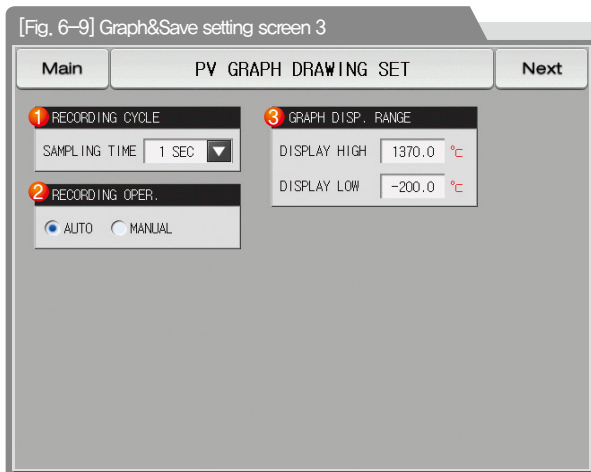 [Fig. 6-9] Graph&Save setting screen 3
Main
PV GRAPH DRAWING SET
Next
1 RECORDING CYCLE
SAMPLING TIME 1 SEC
2 RECORDING OPER.
AUTO MANUAL
3 GRAPH DISP. RANGE
DISPLAY HIGH 1370.0 ℃
DISPLAY LOW -200.0 ℃